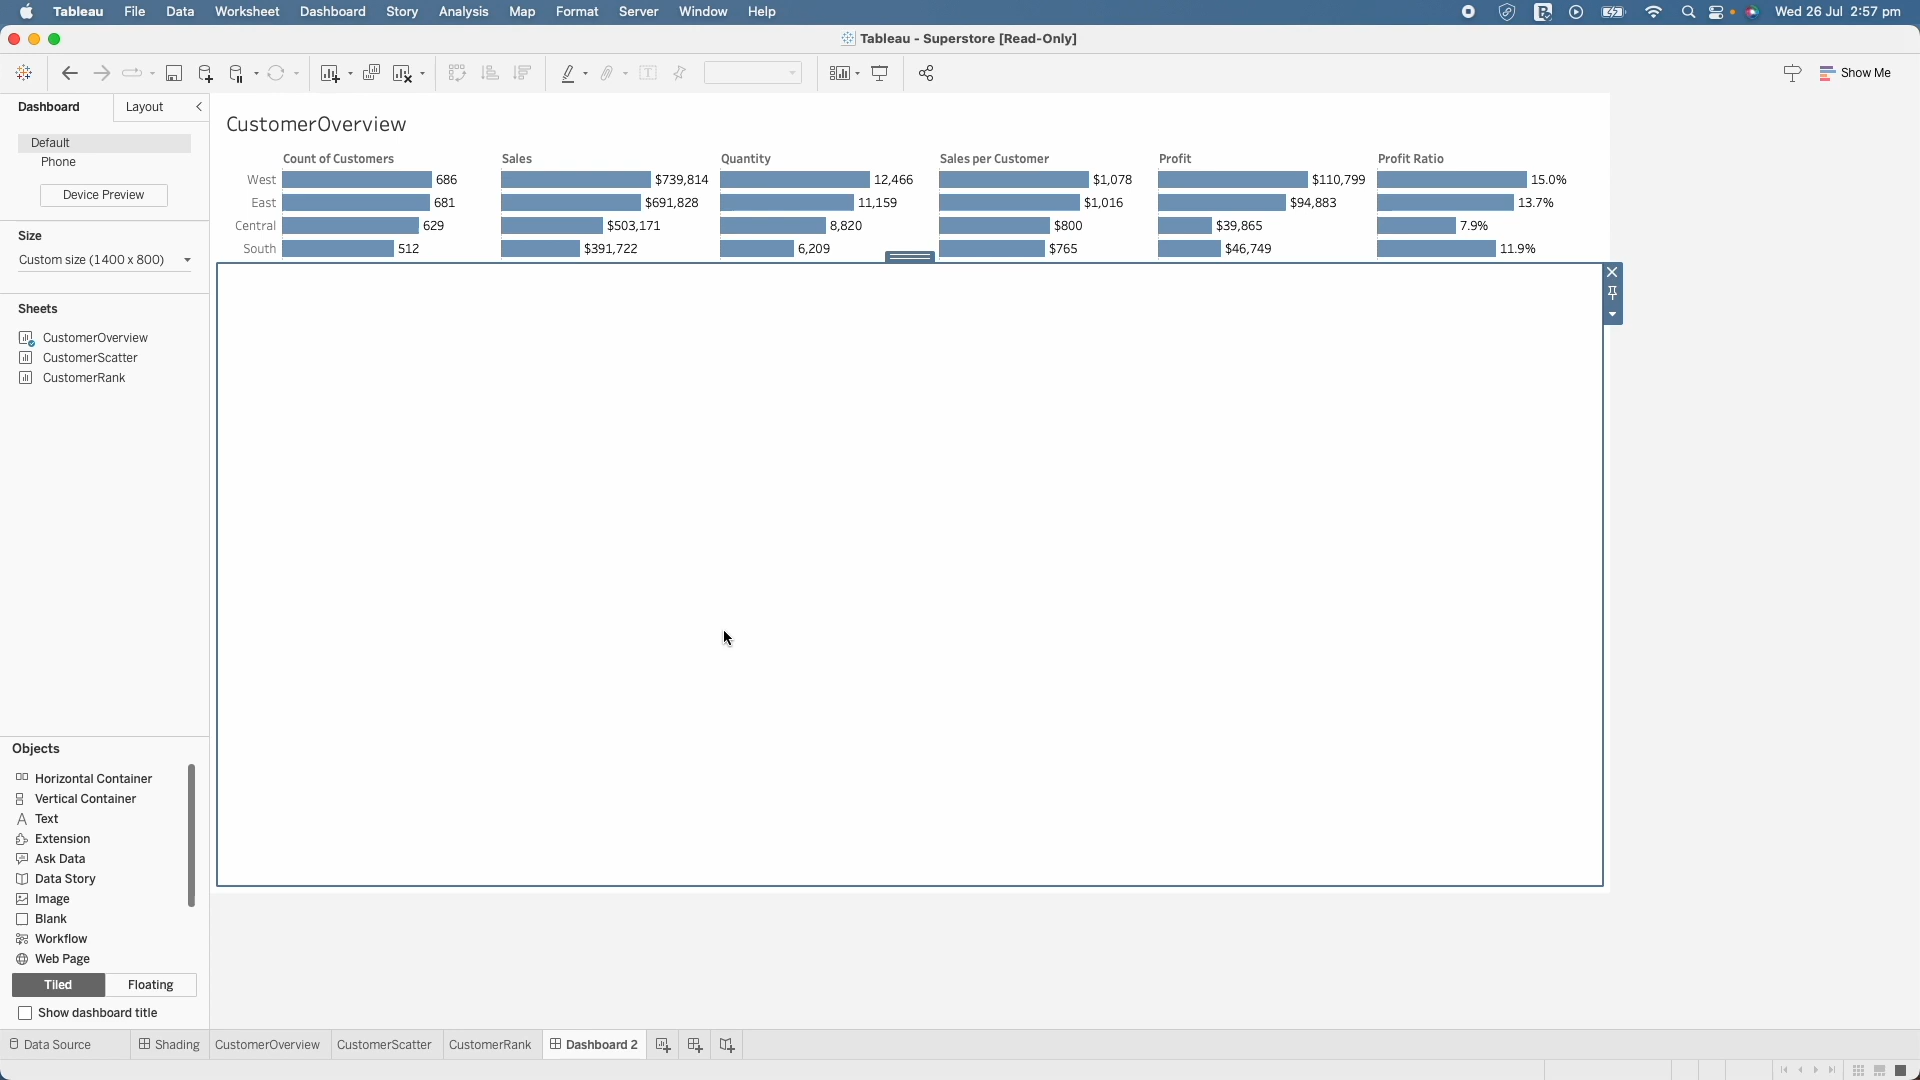 Tableau File Data Worksheet Dashboard Story Analysis Map Format Server Window Help Wed 26 Jul 2:57 pm
Tableau - Superstore [Read-Only]
Show Me
Dashboard Layout
Default
Phone
Device Preview
Size
Custom size (1400 x 800)
Sheets
CustomerOverview
CustomerScatter
CustomerRank
CustomerOverview
Count of Customers Sales Quantity Sales per Customer Profit Profit Ratio
West 686 $739,814 12,466 $1,078 $110,799 15.0%
East 681 $691,828 11,159 $1,016 $94,883 13.7%
Central 629 $503,171 8,820 $800 $39,865 7.9%
South 512 $391,722 6,209 $765 $46,749 11.9%
Objects
Horizontal Container
Vertical Container
A Text
Extension
Ask Data
Data Story
Image
Blank
Workflow
Web Page
Tiled Floating
Show dashboard title
Data Source Shading CustomerOverview CustomerScatter CustomerRank Dashboard 2